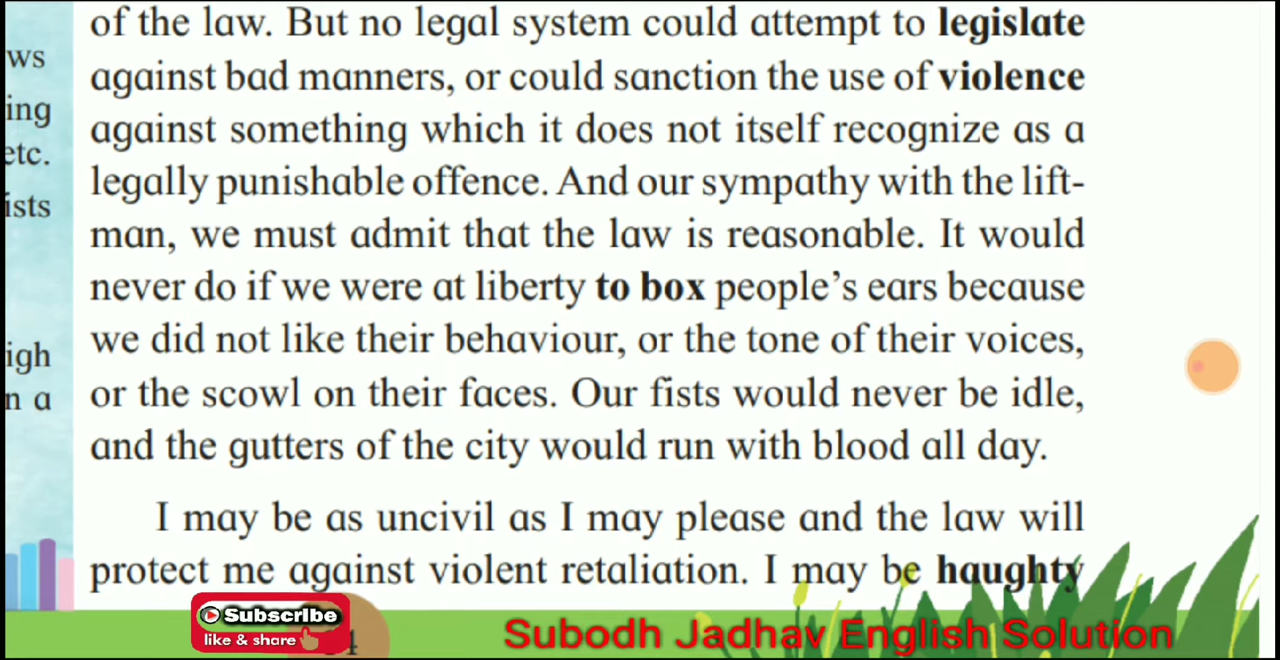 of the law. But no legal system could attempt to legislate
against bad manners, or could sanction the use of violence
against something which it does not itself recognize as a
legally punishable offence. And our sympathy with the lift-
man, we must admit that the law is reasonable. It would
never do if we were at liberty to box people's ears because
we did not like their behaviour, or the tone of their voices,
or the scowl on their faces. Our fists would never be idle,
and the gutters of the city would run with blood all day.
I may be as uncivil as I may please and the law will
protect me against violent retaliation. I may be haughty
ws
ing
etc.
ists
igh
n a
Subscribe
like & share
4
Subodh Jadhav English Solution